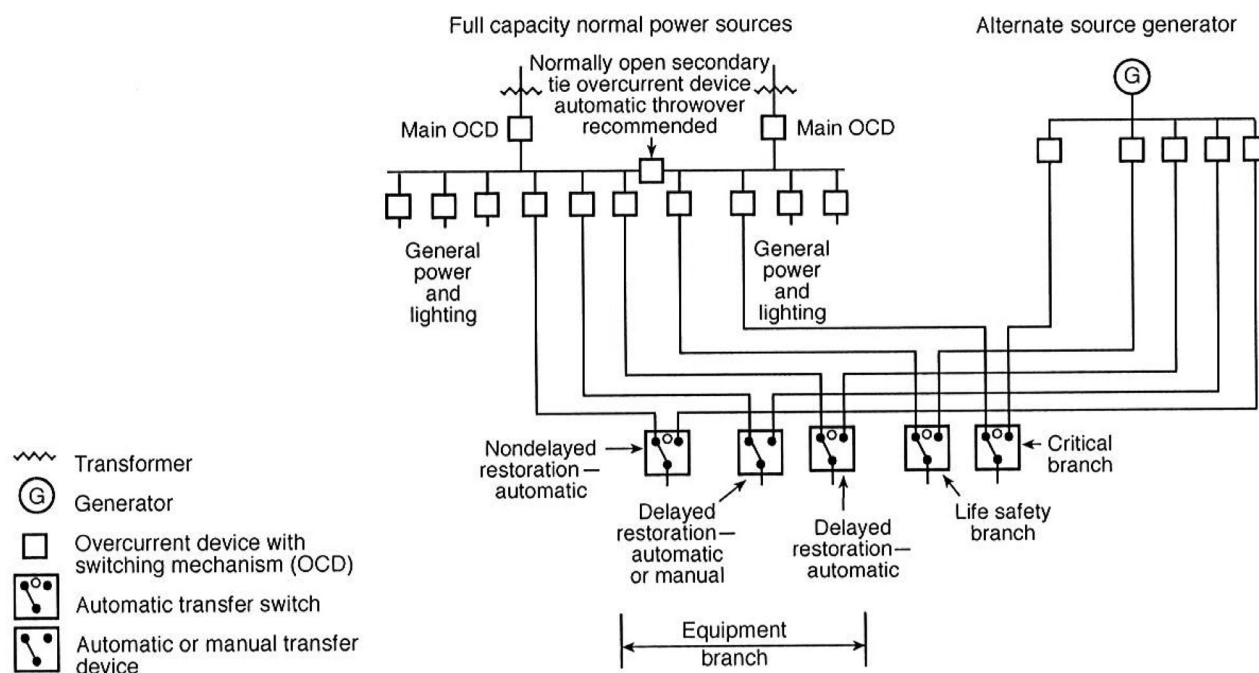 Full capacity normal power sources
Alternate source generator
Normally open secondary
tie overcurrent device
automatic throwover
recommended
G
Main OCD
Main OCD
General
power
and
lighting
General
power
and
lighting
Nondelayed
restoration—
automatic
Delayed
restoration—
automatic
or manual
Delayed
restoration—
automatic
Life safety
branch
Critical
branch
Equipment
branch
Transformer
G
Generator
Overcurrent device with
switching mechanism (OCD)
Automatic transfer switch
Automatic or manual transfer
device